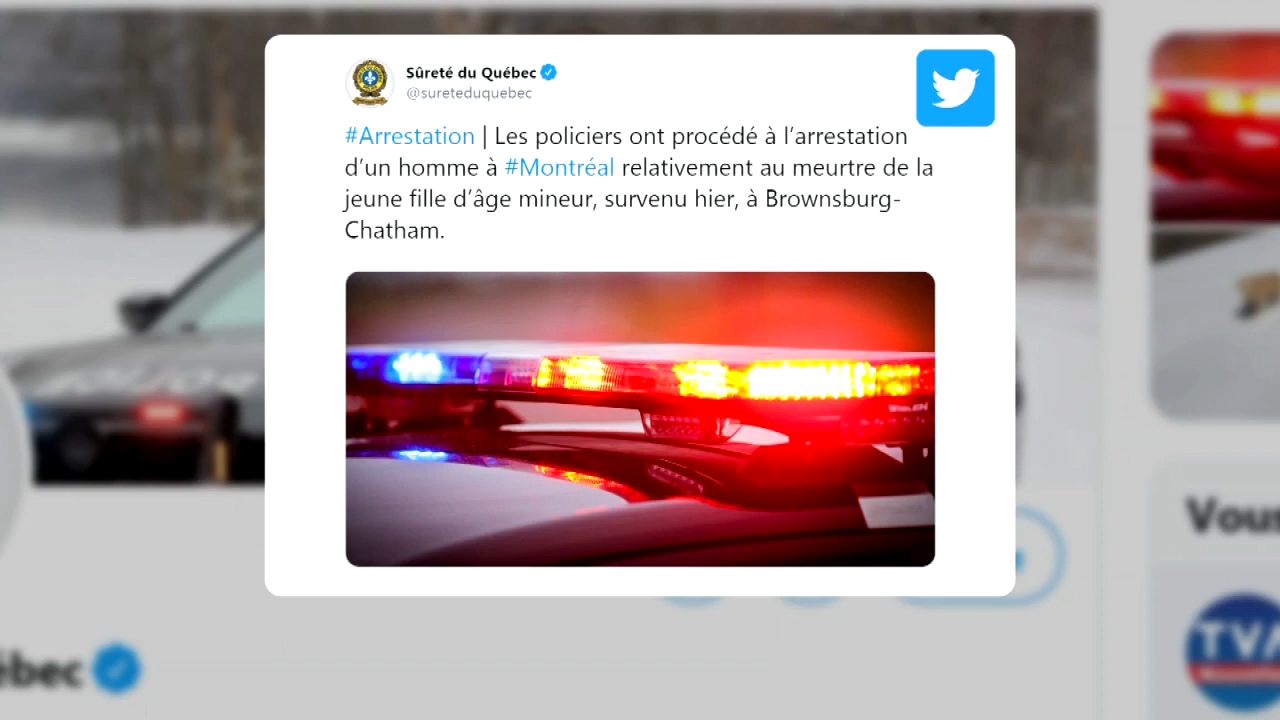 Sûreté du Québec
@sureteduquebec
#Arrestation | Les policiers ont procédé à l’arrestation
d’un homme à #Montréal relativement au meurtre de la
jeune fille d’âge mineur, survenu hier, à Brownsburg-
Chatham.
Vous
ébec
TVA